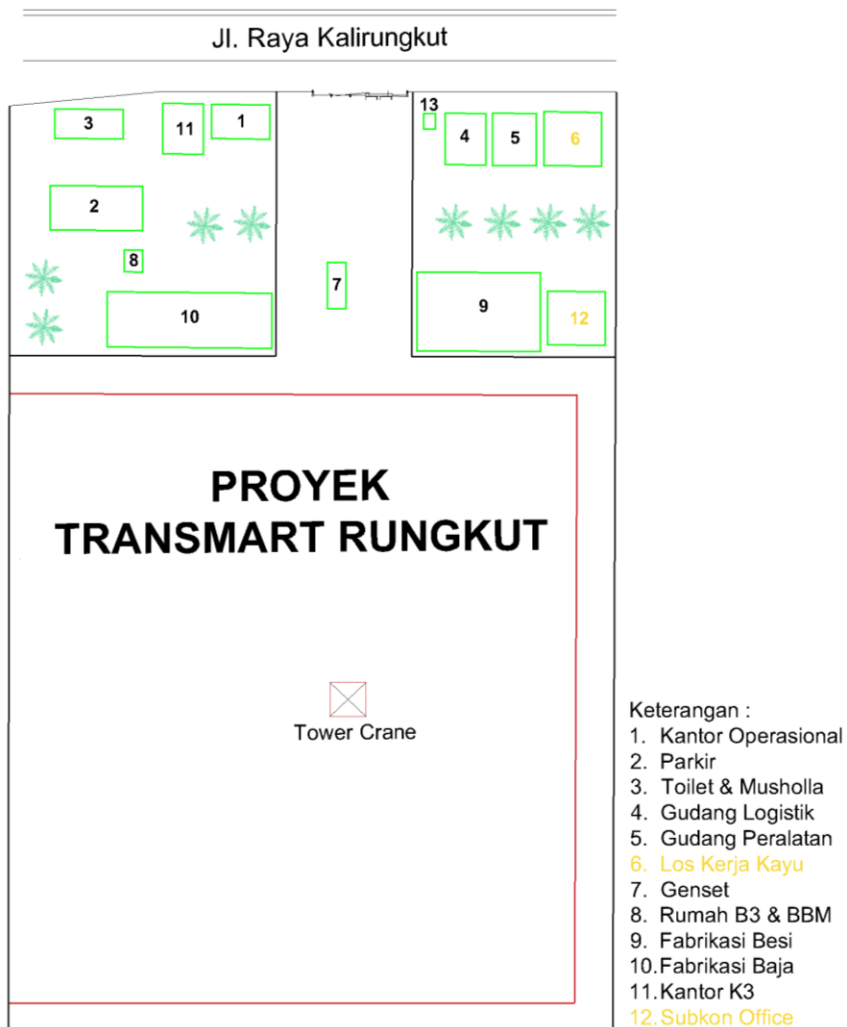 Jl. Raya Kalirungkut
13
3
11
1
4
5
6
2
8
7
10
9
12
PROYEK
TRANSMART RUNGKUT
Tower Crane
Keterangan :
1. Kantor Operasional
2. Parkir
3. Toilet & Musholla
4. Gudang Logistik
5. Gudang Peralatan
6. Los Kerja Kayu
7. Genset
8. Rumah B3 & BBM
9. Fabrikasi Besi
10.Fabrikasi Baja
11.Kantor K3
12.Subkon Office